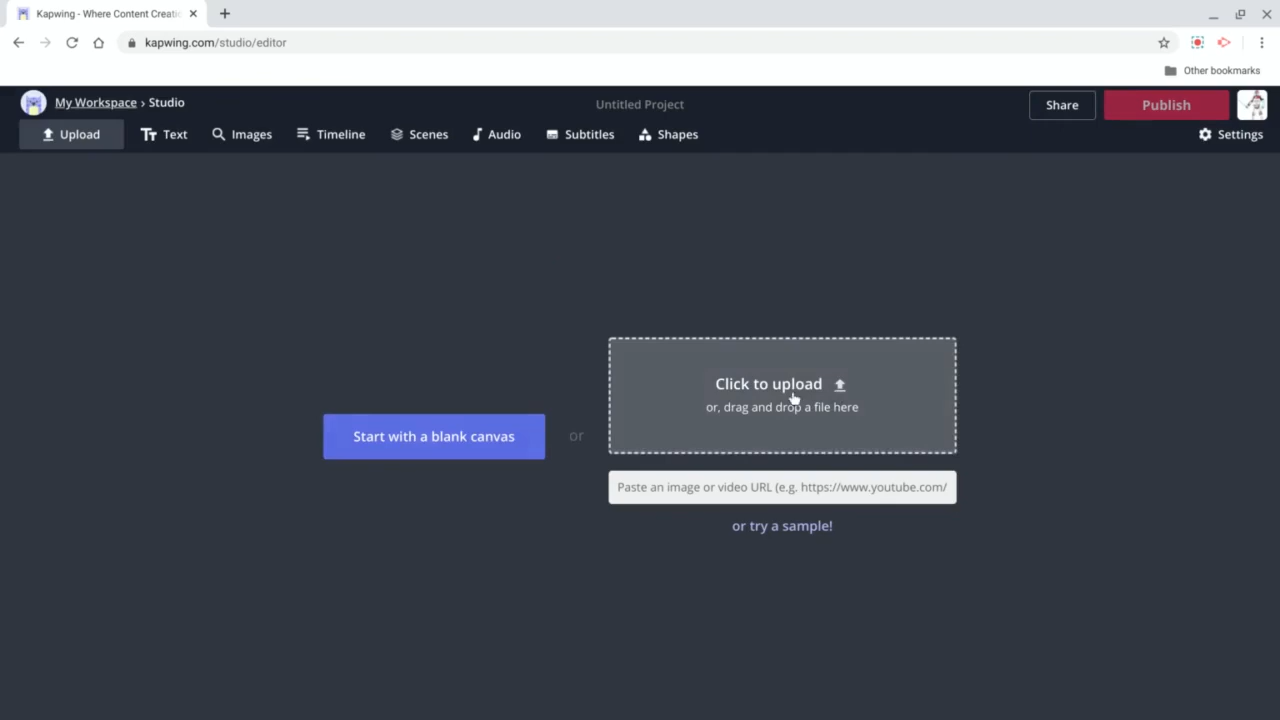 Kapwing - Where Content Creati
kapwing.com/studio/editor
Other bookmarks
My Workspace › Studio
Untitled Project
Share
Publish
Upload
Text
Images
Timeline
Scenes
Audio
Subtitles
Shapes
Settings
Click to upload
or, drag and drop a file here
Start with a blank canvas
or
Paste an image or video URL (e.g. https://www.youtube.com/
or try a sample!